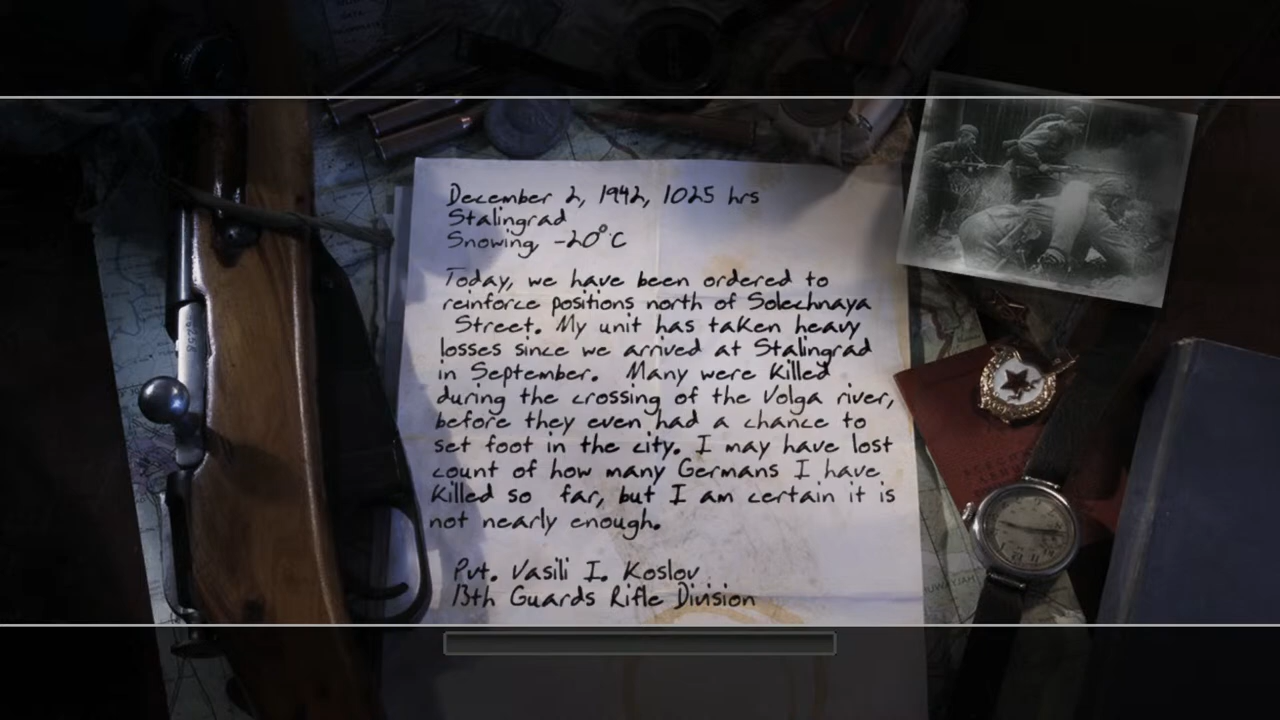 December 2, 1942, 1025 hrs
Stalingrad
Snowing, -20°C
Today, we have been ordered to
reinforce positions north of Solechnaya
Street. My unit has taken heavy
losses since we arrived at Stalingrad
in September. Many were killed
during the crossing of the Volga river,
before they even had a chance to
set foot in the city. I may have lost
count of how many Germans I have
killed so far, but I am certain it is
not nearly enough.
Pvt. Vasili I. Koslov
13th Guards Rifle Division